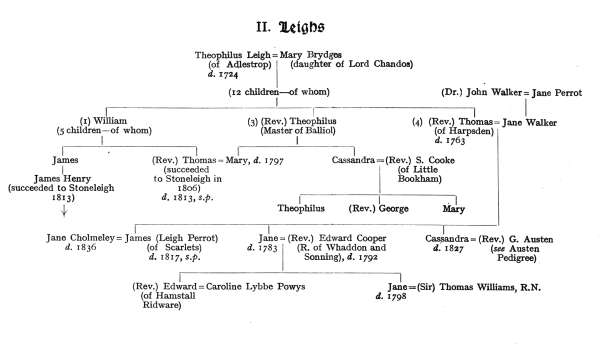 II. Leighs
Theophilus Leigh = Mary Brydges
(of Adlestrop) (daughter of Lord Chandos)
d. 1724
(12 children—of whom) (Dr.) John Walker = Jane Perrot
(1) William (3) (Rev.) Theophilus (4) (Rev.) Thomas = Jane Walker
(5 children—of whom) (Master of Balliol) (of Harpsden)
d. 1763
James (Rev.) Thomas = Mary, d. 1797 Cassandra = (Rev.) S. Cooke
(succeeded (of Little
James Henry to Stoneleigh in Bookham)
(succeeded to Stoneleigh 1806)
1813) d, 1813, s.p.
Theophilus (Rev.) George Mary
Jane Cholmeley = James (Leigh Perrot) Jane = (Rev.) Edward Cooper Cassandra = (Rev.) G. Austen
d. 1836 (of Scarlets) d. 1783 (R. of Whaddon and d. 1827 (see Austen
d. 1817, s.p. Sonning), d. 1792 Pedigree)
(Rev.) Edward = Caroline Lybbe Powys Jane = (Sir) Thomas Williams, R.N.
(of Hamstall d. 1798
Ridware)